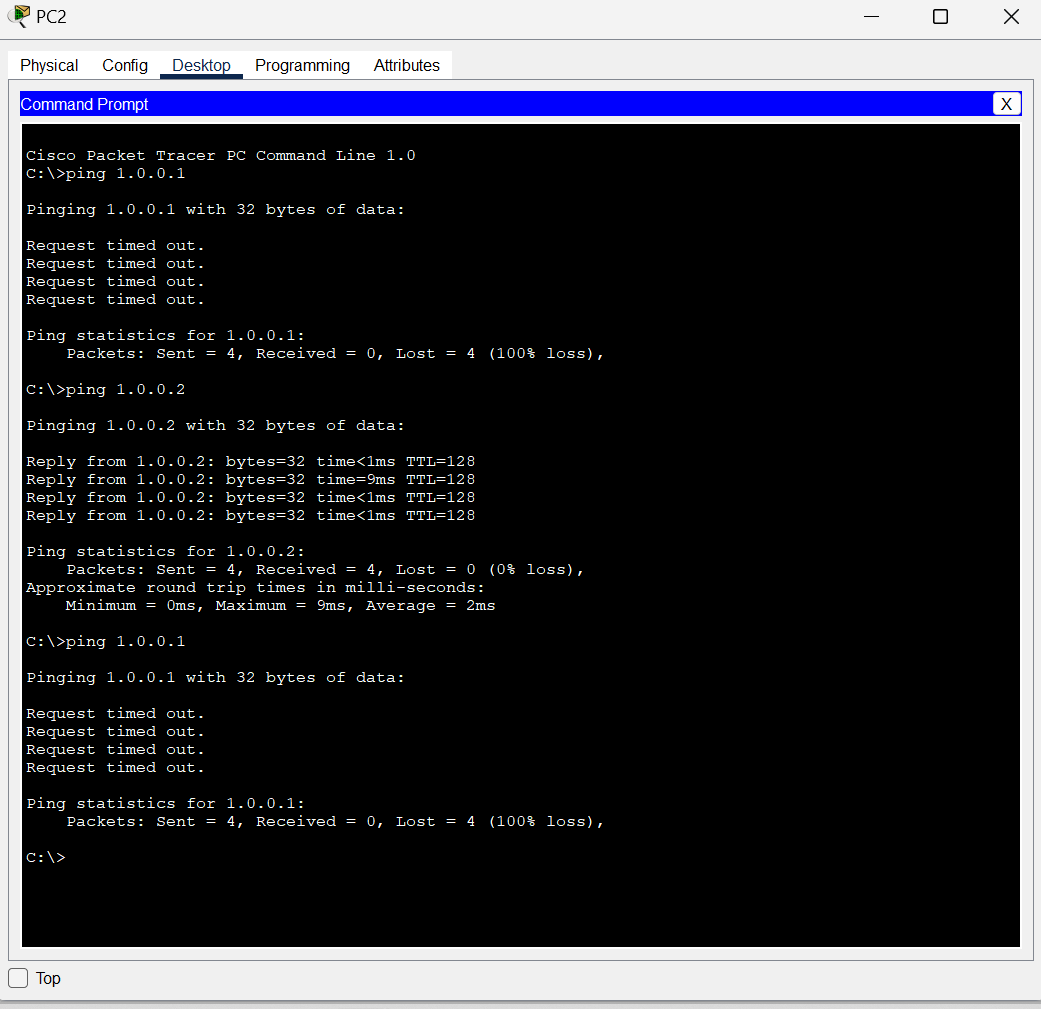 PC2
Physical Config Desktop Programming Attributes
Command Prompt
X
Cisco Packet Tracer PC Command Line 1.0
C:\>ping 1.0.0.1
Pinging 1.0.0.1 with 32 bytes of data:
Request timed out.
Request timed out.
Request timed out.
Request timed out.
Ping statistics for 1.0.0.1:
    Packets: Sent = 4, Received = 0, Lost = 4 (100% loss),
C:\>ping 1.0.0.2
Pinging 1.0.0.2 with 32 bytes of data:
Reply from 1.0.0.2: bytes=32 time<1ms TTL=128
Reply from 1.0.0.2: bytes=32 time=9ms TTL=128
Reply from 1.0.0.2: bytes=32 time<1ms TTL=128
Reply from 1.0.0.2: bytes=32 time<1ms TTL=128
Ping statistics for 1.0.0.2:
    Packets: Sent = 4, Received = 4, Lost = 0 (0% loss),
Approximate round trip times in milli-seconds:
    Minimum = 0ms, Maximum = 9ms, Average = 2ms
C:\>ping 1.0.0.1
Pinging 1.0.0.1 with 32 bytes of data:
Request timed out.
Request timed out.
Request timed out.
Request timed out.
Ping statistics for 1.0.0.1:
    Packets: Sent = 4, Received = 0, Lost = 4 (100% loss),
C:\>
Top